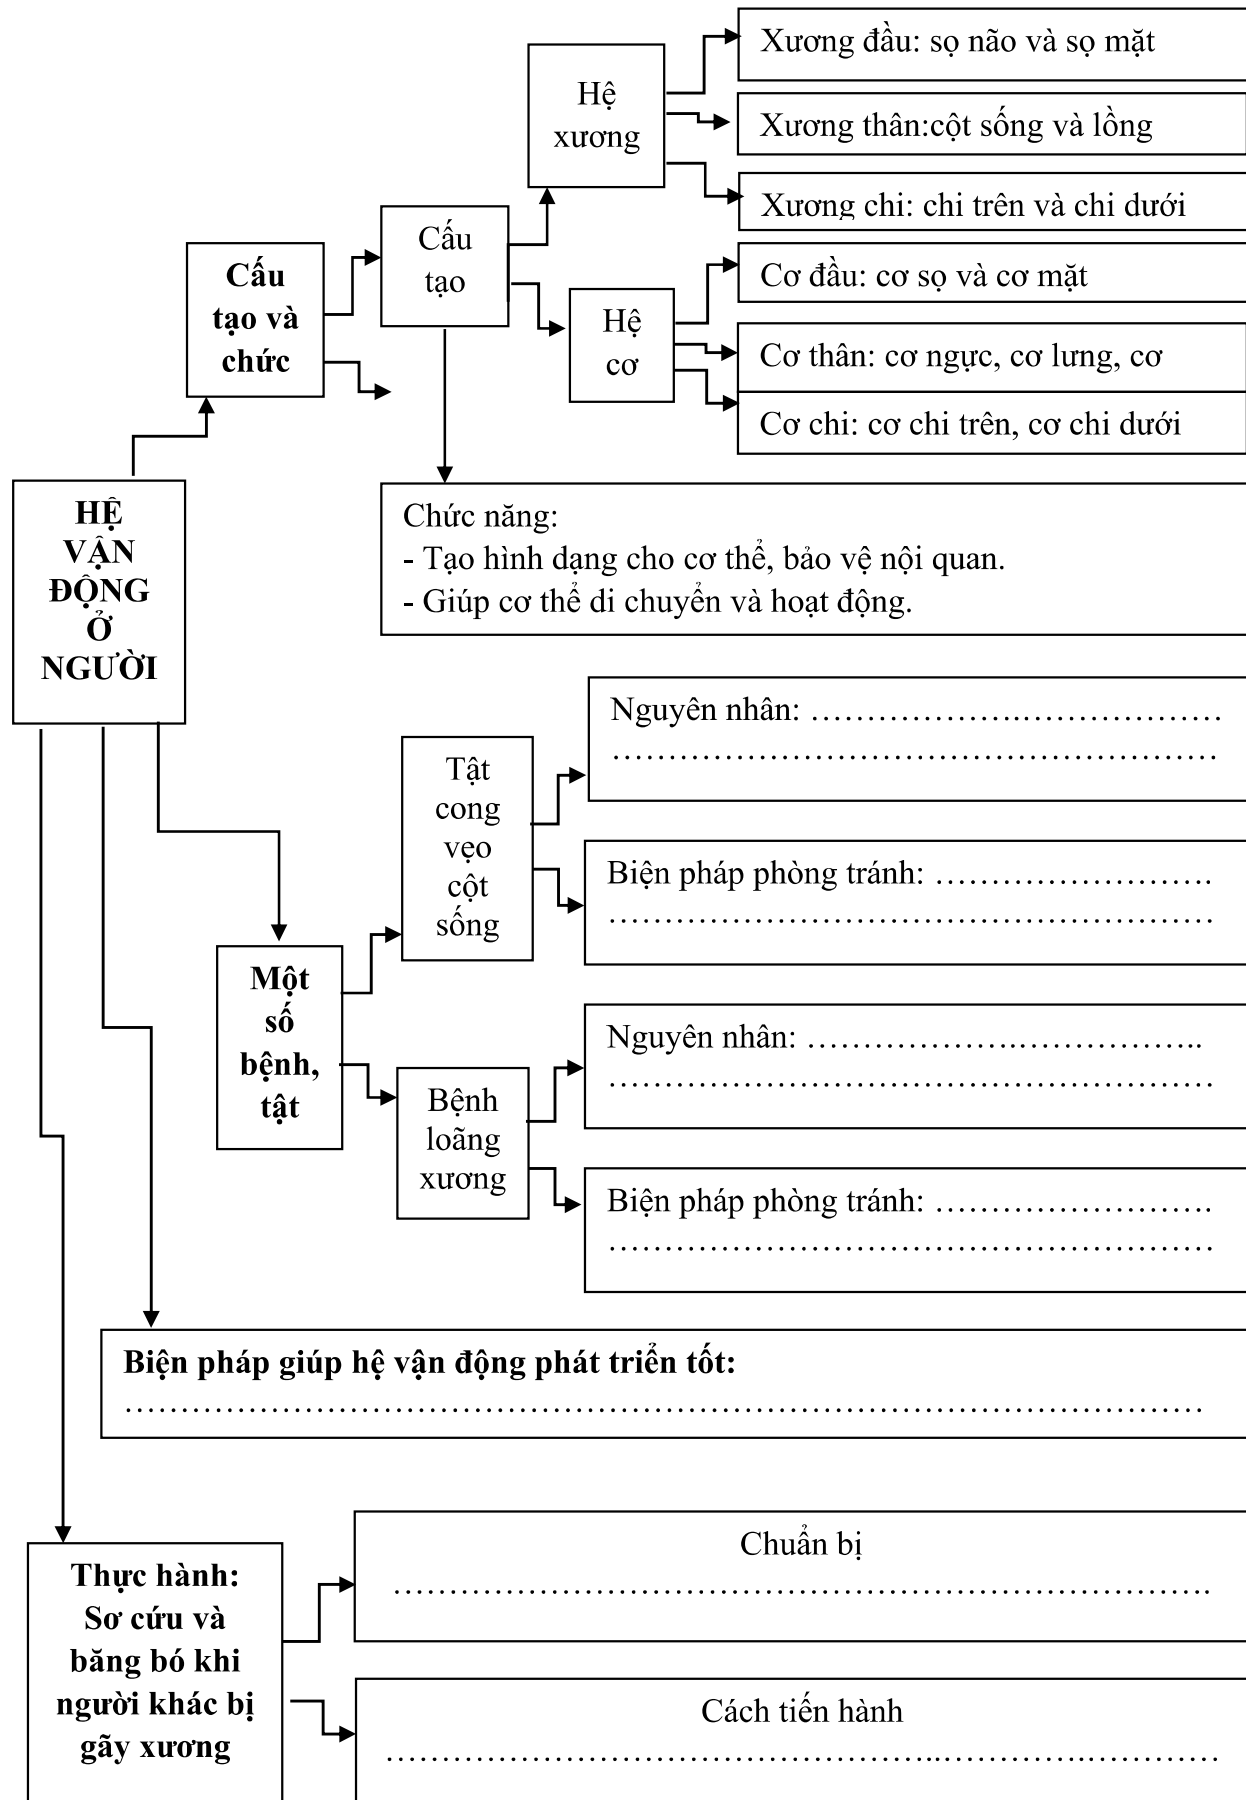 Xương đầu: sọ não và sọ mặt
Hệ
xương
Xương thân:cột sống và lồng
Xương chi: chi trên và chi dưới
Cấu
tạo
Cấu
tạo và
chức
Cơ đầu: cơ sọ và cơ mặt
Hệ
cơ
Cơ thân: cơ ngực, cơ lưng, cơ
Cơ chi: cơ chi trên, cơ chi dưới
HỆ
VẬN
ĐỘNG
Ở
NGƯỜI
Chức năng:
- Tạo hình dạng cho cơ thể, bảo vệ nội quan.
- Giúp cơ thể di chuyển và hoạt động.
Tật
cong
vẹo
cột
sống
Nguyên nhân: ………………….………………
………………………………………………
Biện pháp phòng tránh: …………………….
………………………………………………
Một
số
bệnh,
tật
Bệnh
loãng
xương
Nguyên nhân: ………………….…………..
………………………………………………
Biện pháp phòng tránh: …………………….
………………………………………………
Biện pháp giúp hệ vận động phát triển tốt:
……………………………………………………………………………………
Thực hành:
Sơ cứu và
băng bó khi
người khác bị
gãy xương
Chuẩn bị
……………………………………………………………….
Cách tiến hành
…………………………………………..………….…………